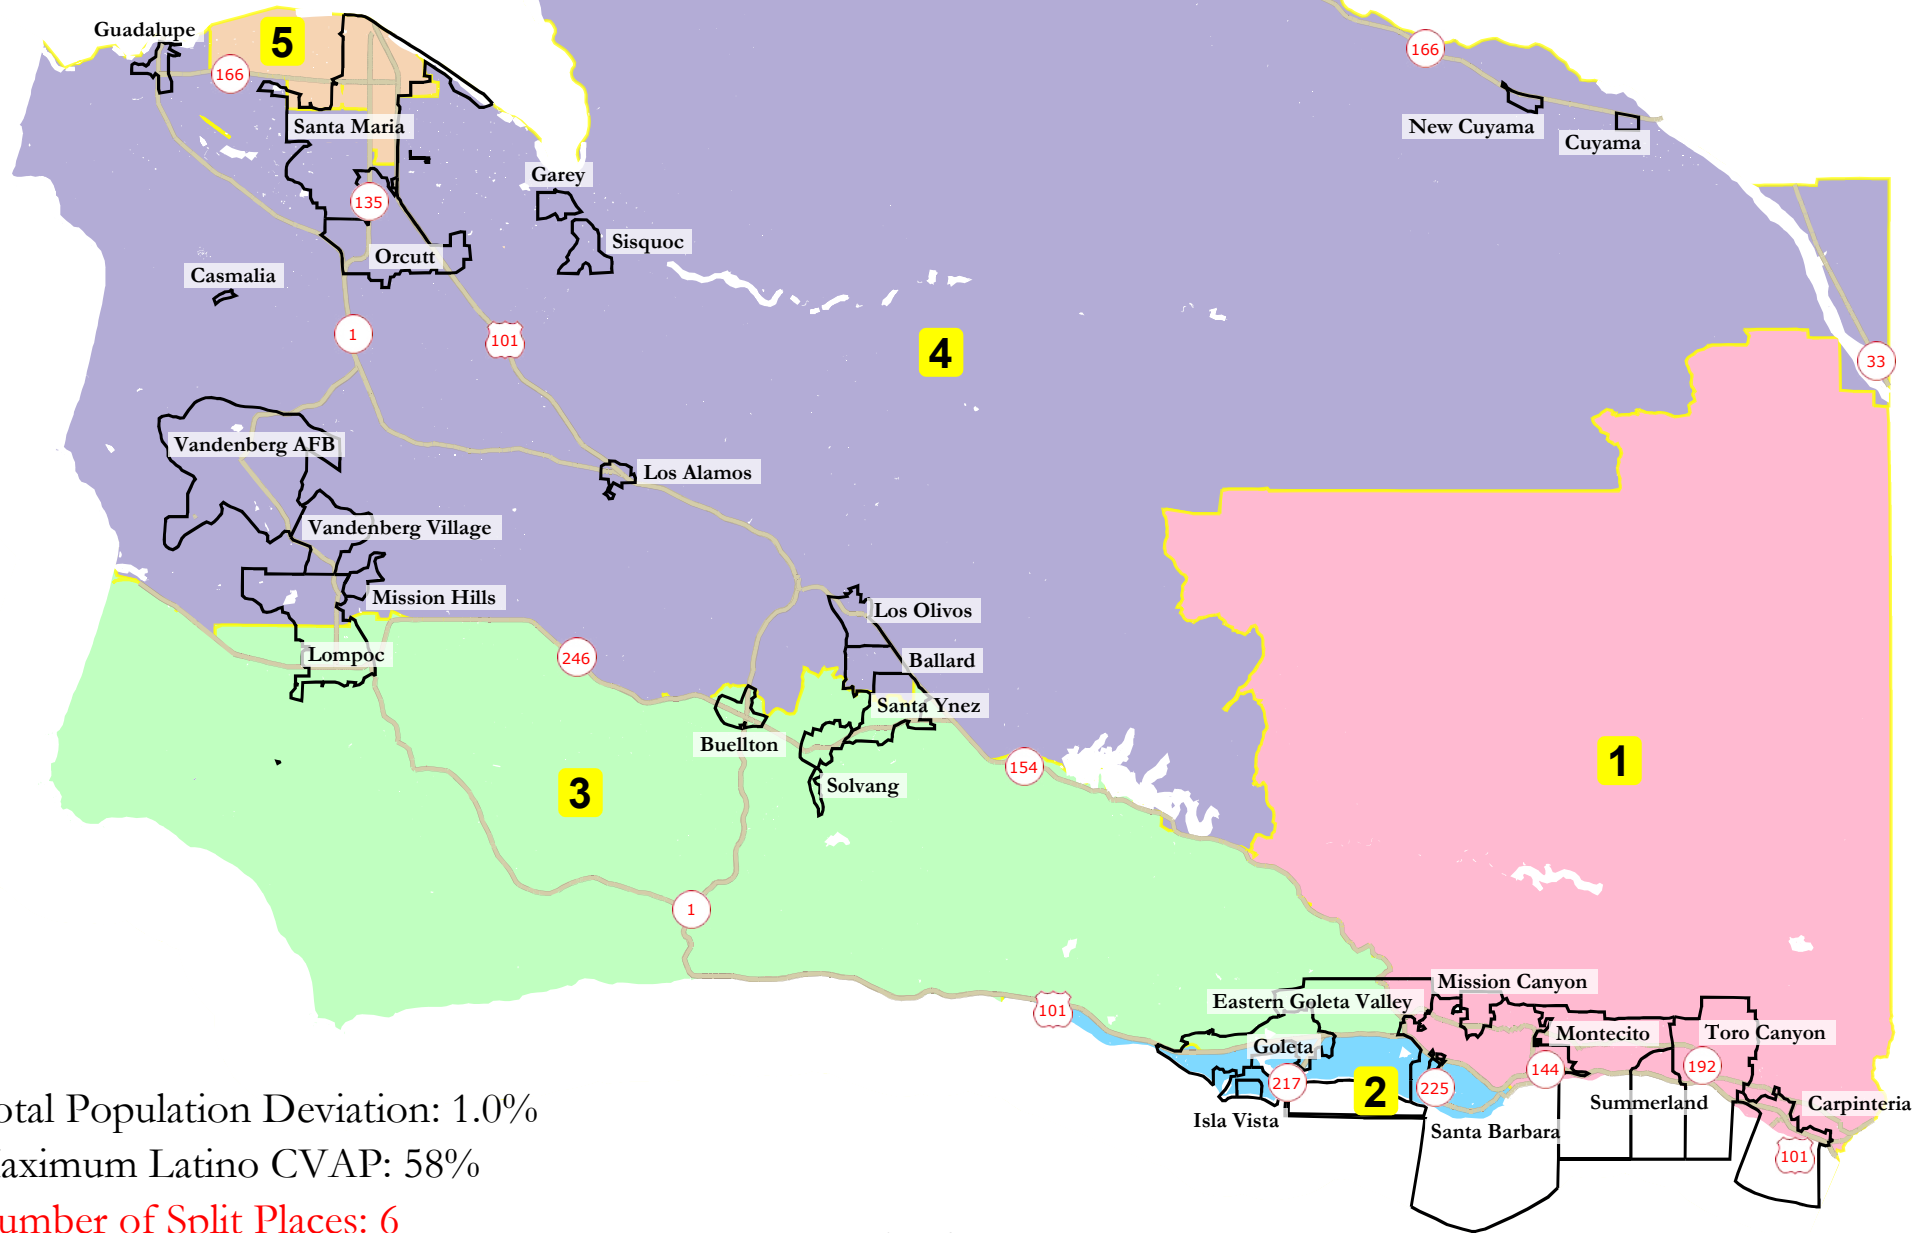 Guadalupe
5
166
166
Santa Maria
New Cuyama
Cuyama
Garey
135
Sisquoc
Orcutt
Casmalia
1
101
4
33
Vandenberg AFB
Los Alamos
Vandenberg Village
Mission Hills
Los Olivos
Lompoc
246
Ballard
Santa Ynez
Buellton
154
1
3
Solvang
1
Mission Canyon
Eastern Goleta Valley
101
Montecito
Toro Canyon
Goleta
217
2
225
144
192
Isla Vista
Summerland
Carpinteria
Santa Barbara
101
otal Population Deviation: 1.0%
aximum Latino CVAP: 58%
umber of Split Places: 6